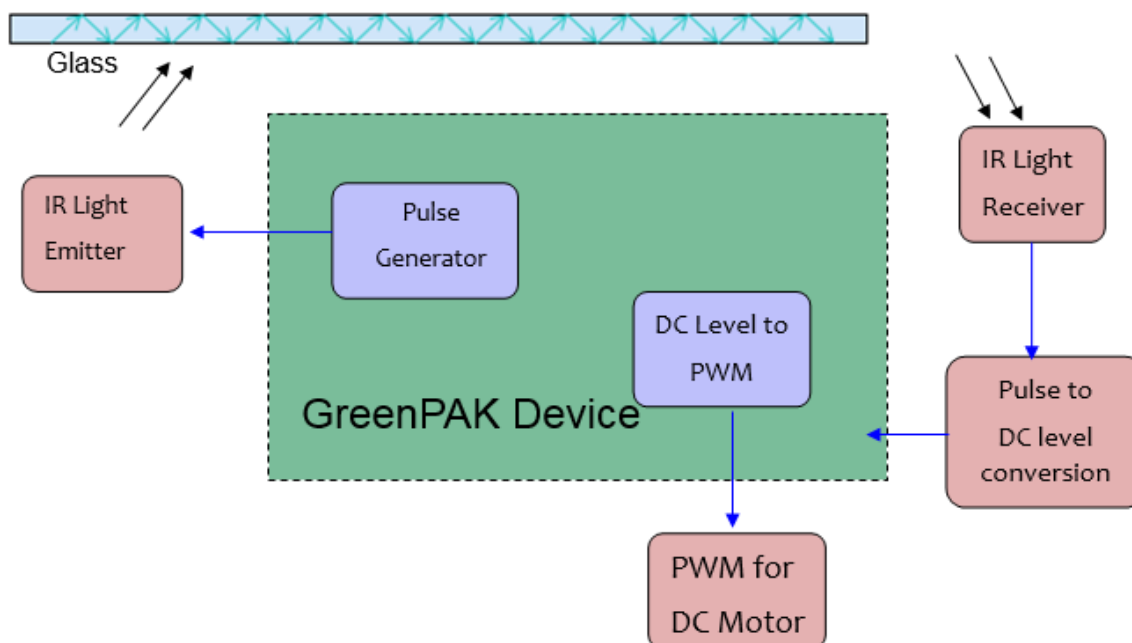 Glass
IR Light
Emitter
Pulse
Generator
DC Level to
PWM
GreenPAK Device
IR Light
Receiver
Pulse to
DC level
conversion
PWM for
DC Motor